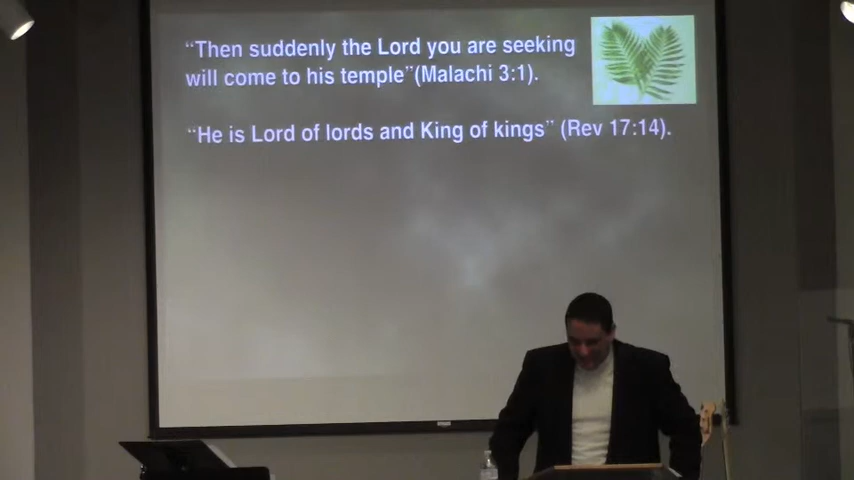 “Then suddenly the Lord you are seeking
will come to his temple”(Malachi 3:1).
“He is Lord of lords and King of kings” (Rev 17:14).